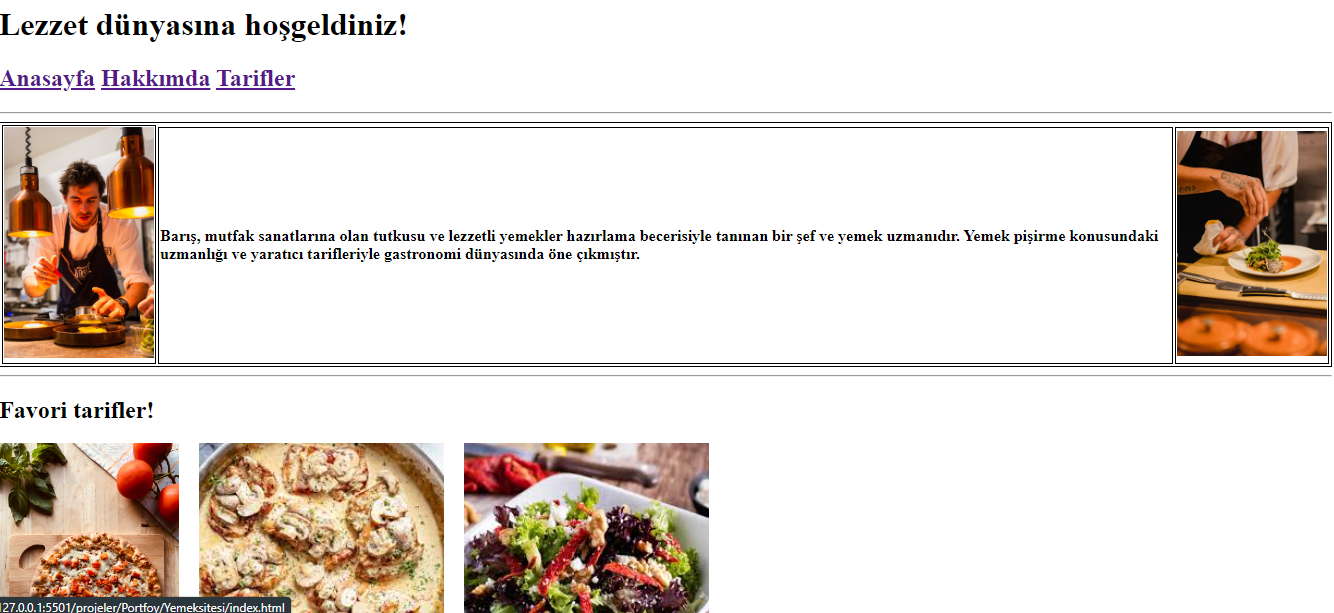 Lezzet dünyasına hoşgeldiniz!
Anasayfa Hakkımda Tarifler
Barış, mutfak sanatlarına olan tutkusu ve lezzetli yemekler hazırlama becerisiyle tanınan bir şef ve yemek uzmanıdır. Yemek pişirme konusundaki
uzmanlığı ve yaratıcı tarifleriyle gastronomi dünyasında öne çıkmıştır.
Favori tarifler!
127.0.0.1:5501/projeler/Portfoy/Yemeksitesi/index.html